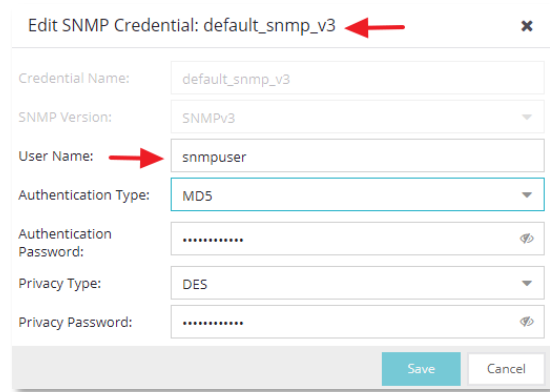 Edit SNMP Credential: default_snmp_v3
Credential Name: default_snmp_v3
SNMP Version: SNMPv3
User Name: snmpuser
Authentication Type: MD5
Authentication
Password: ••••••••••••
Privacy Type: DES
Privacy Password: ••••••••••••
Save Cancel